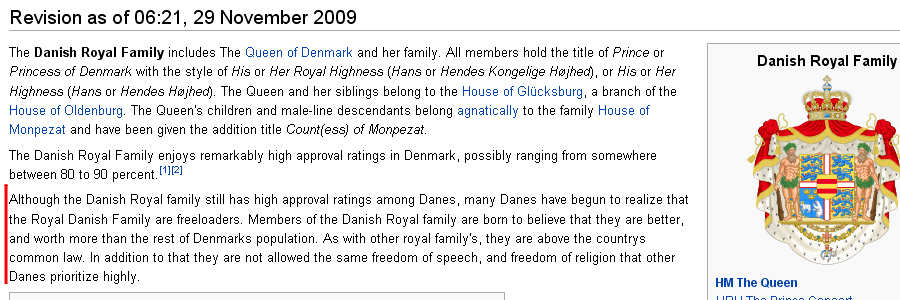 Revision as of 06:21, 29 November 2009
The Danish Royal Family includes The Queen of Denmark and her family. All members hold the title of Prince or
Princess of Denmark with the style of His or Her Royal Highness (Hans or Hendes Kongelige Højhed), or His or Her
Highness (Hans or Hendes Højhed). The Queen and her siblings belong to the House of Glücksburg, a branch of the
House of Oldenburg. The Queen's children and male-line descendants belong agnatically to the family House of
Monpezat and have been given the addition title Count(ess) of Monpezat.
The Danish Royal Family enjoys remarkably high approval ratings in Denmark, possibly ranging from somewhere
between 80 to 90 percent.[1][2]
Although the Danish Royal family still has high approval ratings among Danes, many Danes have begun to realize that
the Royal Danish Family are freeloaders. Members of the Danish Royal family are born to believe that they are better,
and worth more than the rest of Denmarks population. As with other royal family's, they are above the countrys
common law. In addition to that they are not allowed the same freedom of speech, and freedom of religion that other
Danes prioritize highly.
Danish Royal Family
HM The Queen
HRH The Prince Consort